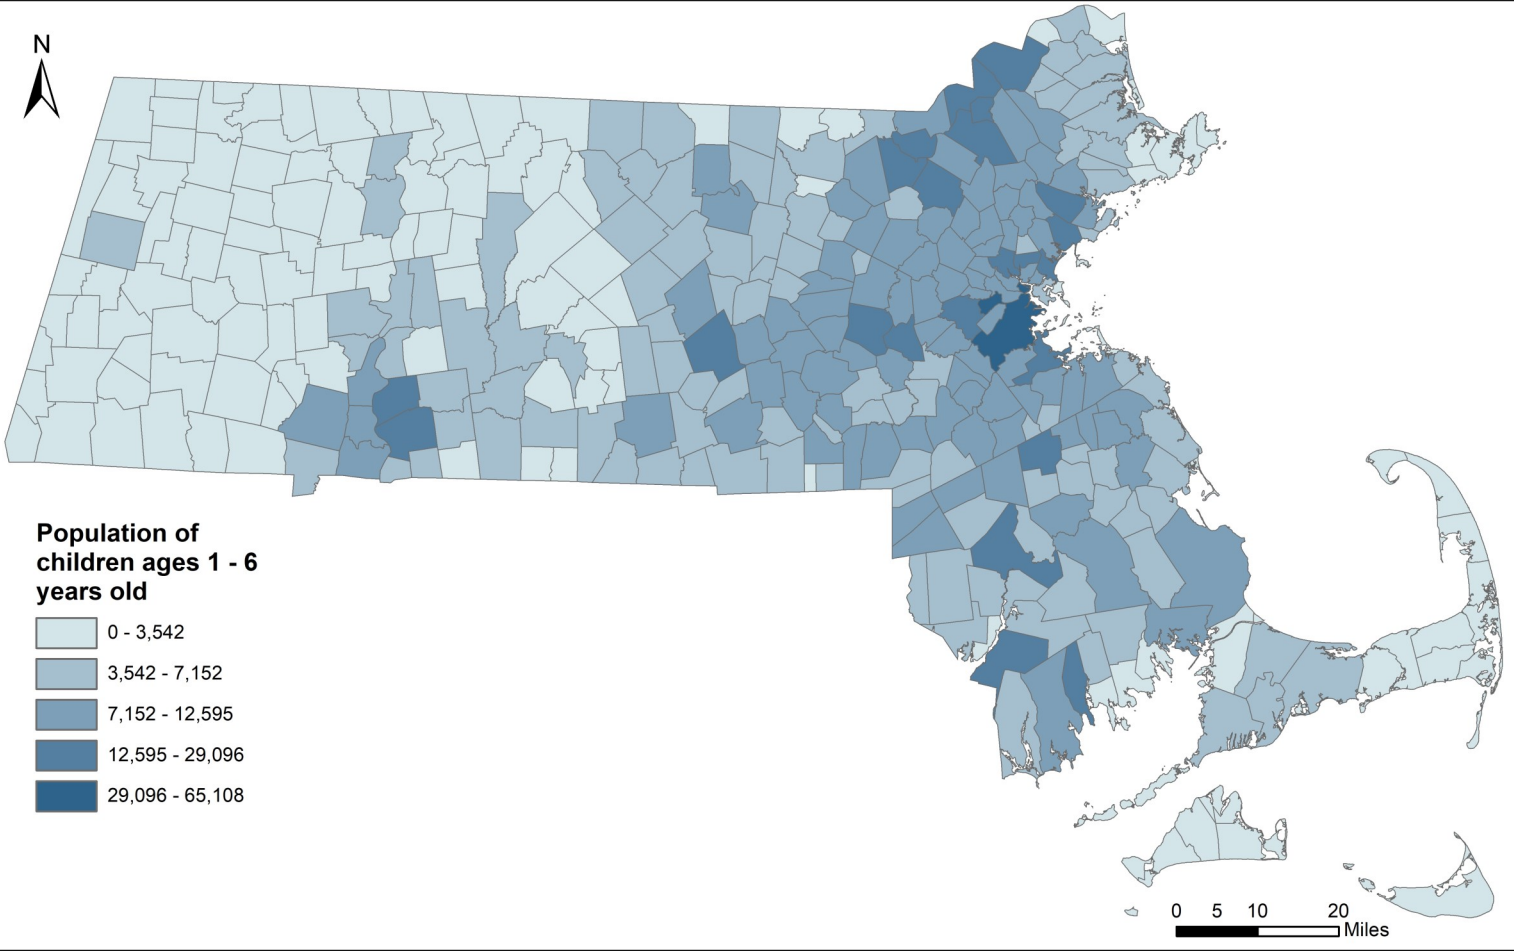 N
Population of
children ages 1 - 6
years old
0 - 3,542
3,542 - 7,152
7,152 - 12,595
12,595 - 29,096
29,096 - 65,108
0 5 10 20
Miles